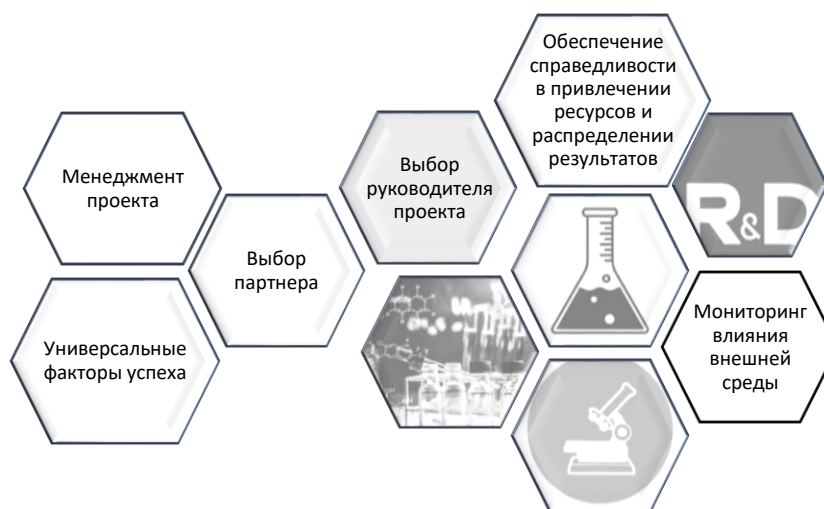 Обеспечение
справедливости
в привлечении
ресурсов и
распределении
результатов
Менеджмент
проекта
Выбор
руководителя
проекта
R&D
Выбор
партнера
Универсальные
факторы успеха
Мониторинг
влияния
внешней
среды